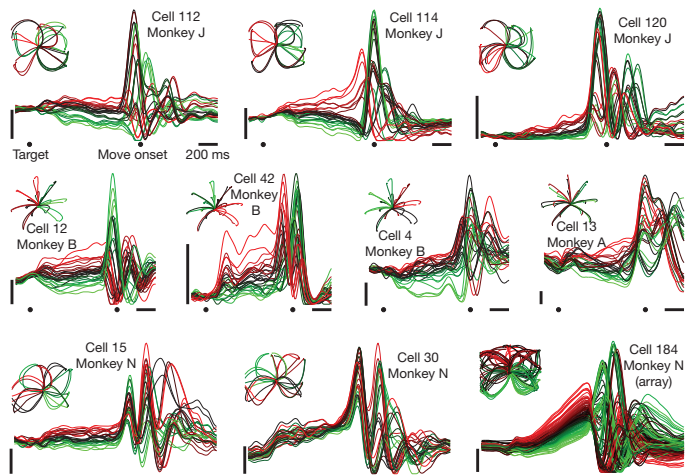 Cell 112
Monkey J
Cell 114
Monkey J
Cell 120
Monkey J
Target
Move onset
200 ms
Cell 12
Monkey B
Cell 42
Monkey
B
Cell 4
Monkey B
Cell 13
Monkey A
Cell 15
Monkey N
Cell 30
Monkey N
Cell 184
Monkey N
(array)